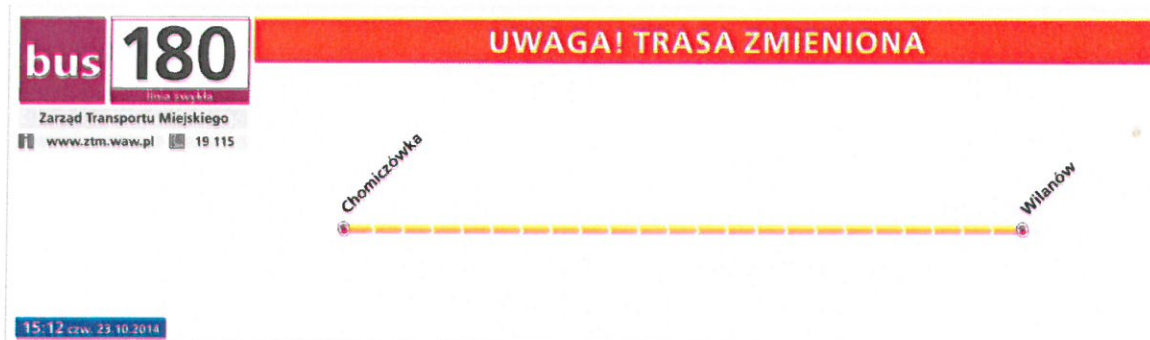 bus 180
linia zwykła
Zarząd Transportu Miejskiego
www.ztm.waw.pl 19 115
UWAGA! TRASA ZMIENIONA
Chomiczówka
Wilanów
15:12 czw. 23.10.2014